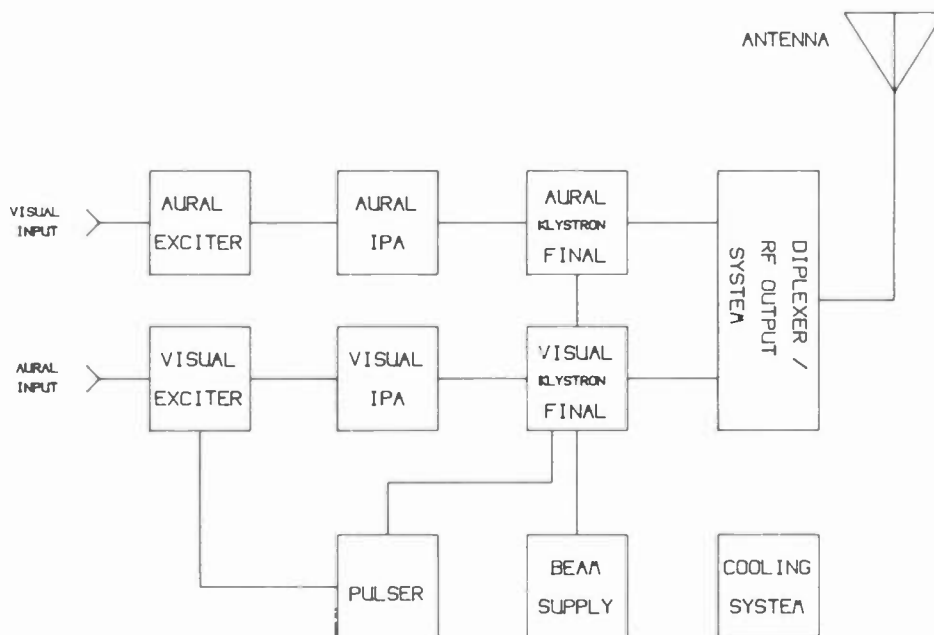 ANTENNA
VISUAL
INPUT
AURAL
EXCITER
AURAL
IPA
AURAL
KLYSTRON
FINAL
DIPLEXER /
RF OUTPUT
SYSTEM
AURAL
INPUT
VISUAL
EXCITER
VISUAL
IPA
VISUAL
KLYSTRON
FINAL
PULSER
BEAM
SUPPLY
COOLING
SYSTEM